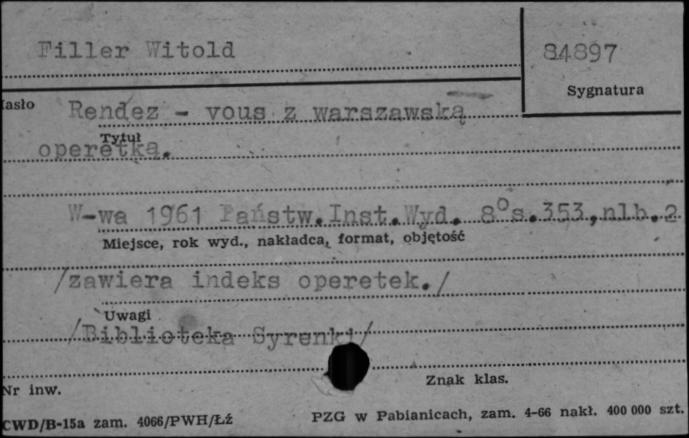 Filler Witold
84897
Sygnatura
Hasło
Rendez - vous z warszawską
Tytuł
operetką.
W-wa 1961 Państw.Inst.Wyd. 8°s.353,nlb.2
Miejsce, rok wyd., nakładca, format, objętość
/zawiera indeks operetek./
Uwagi
/Biblioteka Syrenki/
Nr inw.
Znak klas.
CWD/B-15a zam. 4066/PWH/Łź
PZG w Pabianicach, zam. 4-66 nakł. 400 000 szt.